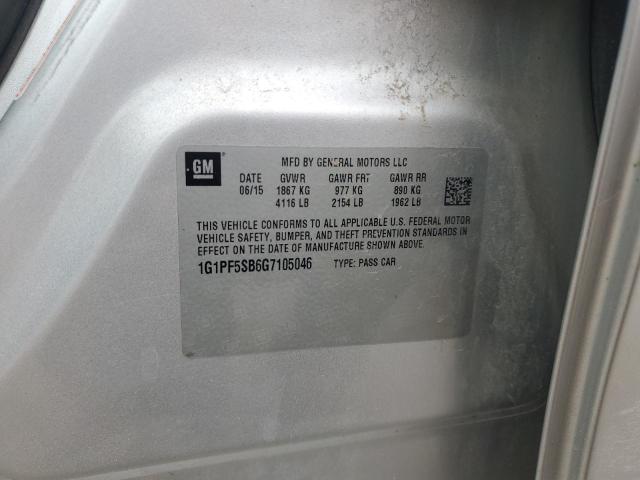 GM
MFD BY GENERAL MOTORS LLC
DATE GVWR GAWR FRT GAWR RR
06/15 1867 KG 977 KG 890 KG
4116 LB 2154 LB 1962 LB
THIS VEHICLE CONFORMS TO ALL APPLICABLE U.S. FEDERAL MOTOR
VEHICLE SAFETY, BUMPER, AND THEFT PREVENTION STANDARDS IN
EFFECT ON THE DATE OF MANUFACTURE SHOWN ABOVE.
1G1PF5SB6G7105046 TYPE: PASS CAR